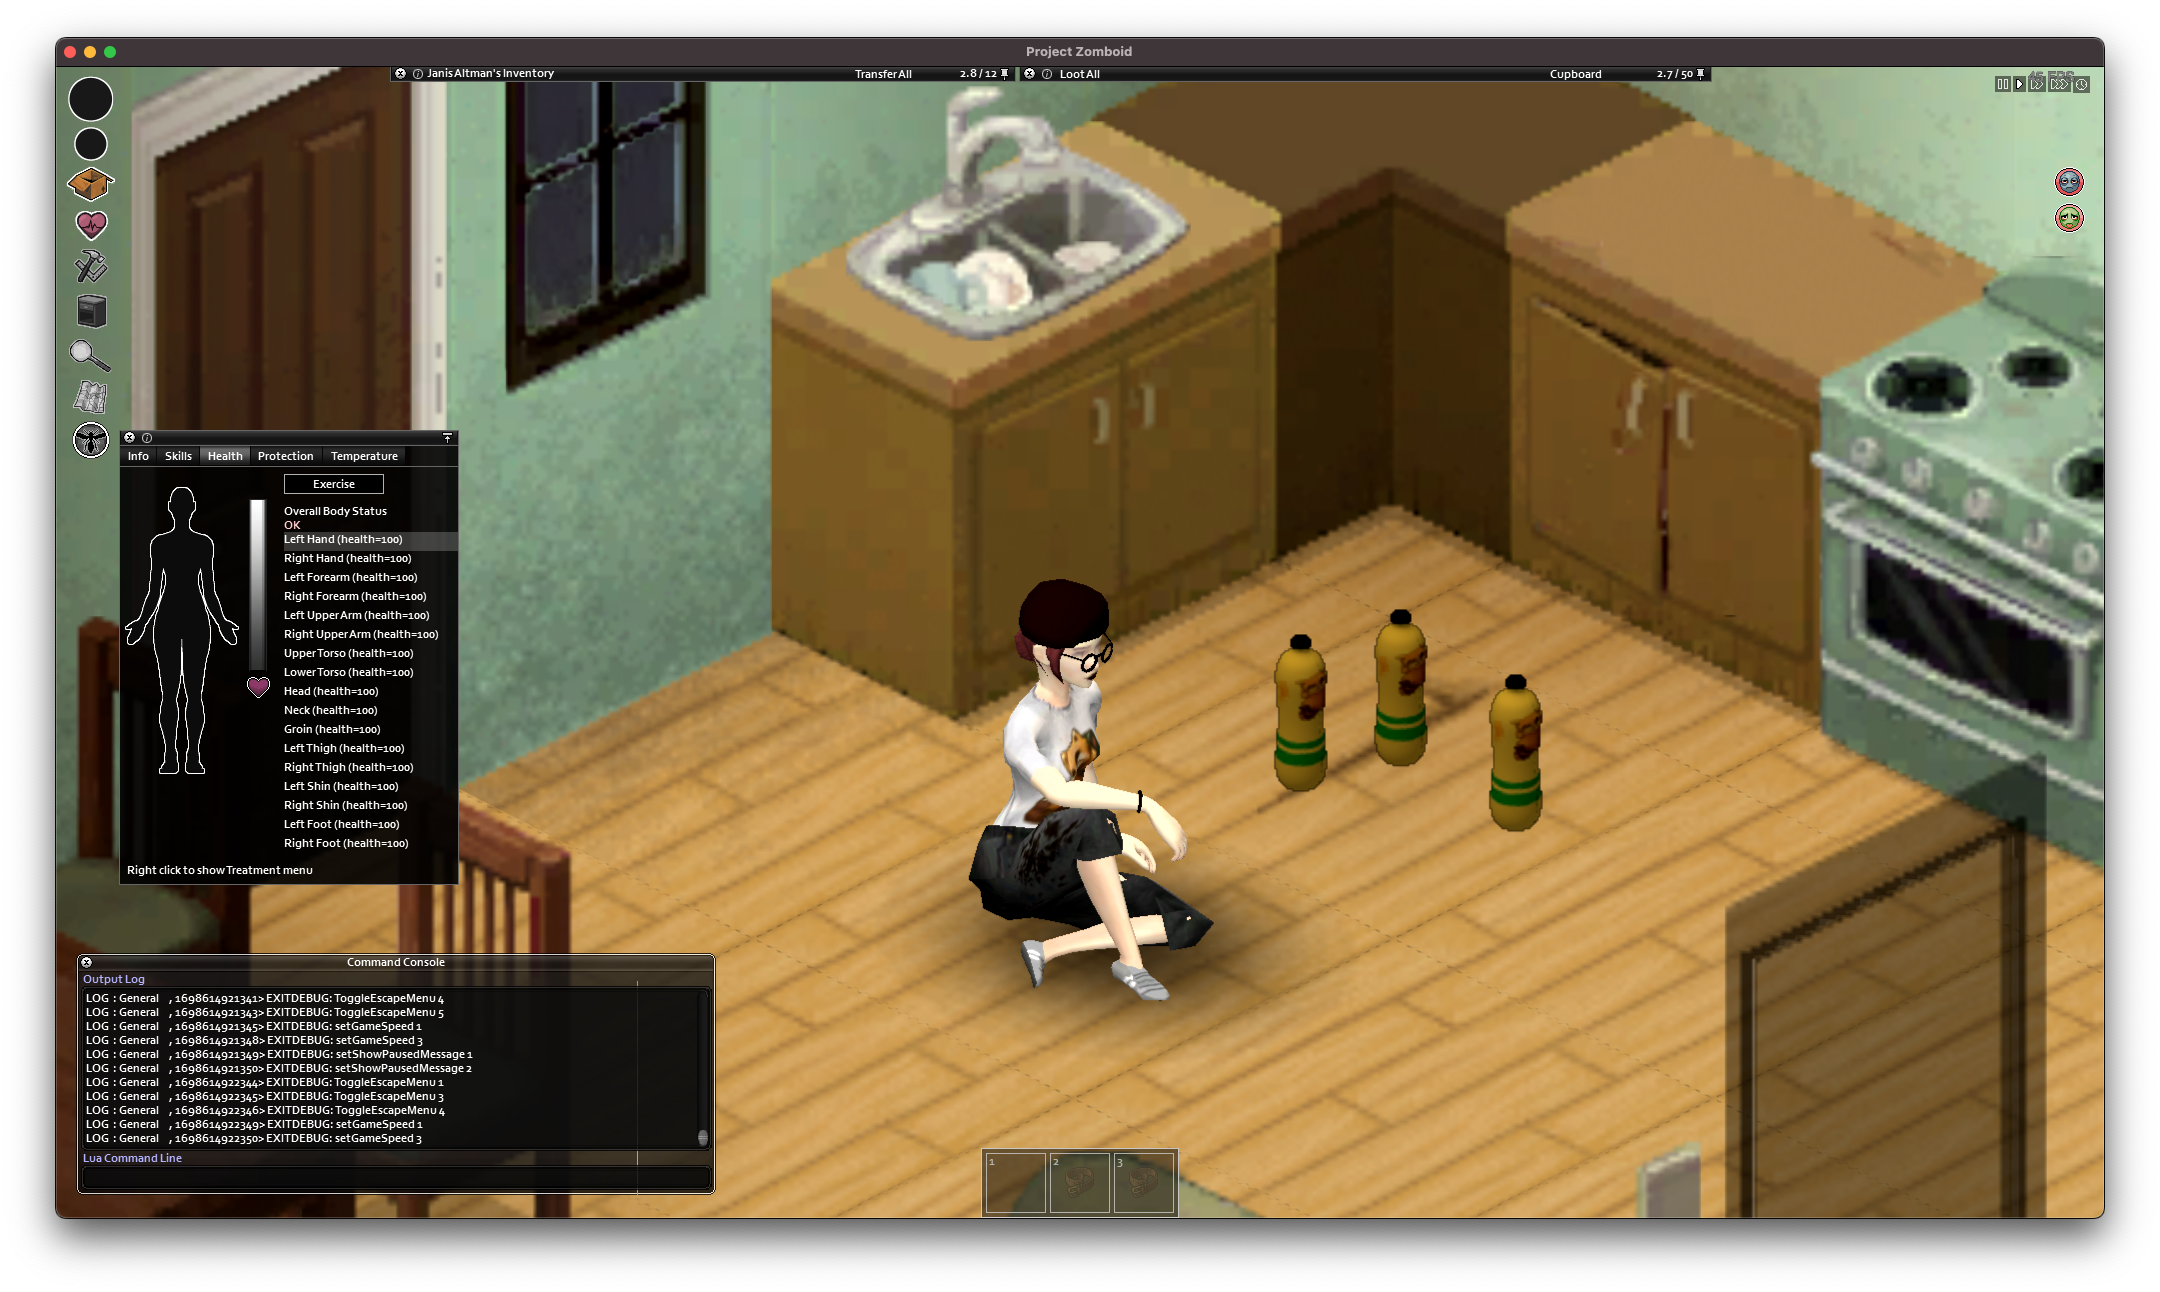 Project Zomboid
Janis Altman's Inventory Transfer All 2.8 / 12
Loot All Cupboard 2.7 / 50
Info Skills Health Protection Temperature
Exercise
Overall Body Status
OK
Left Hand (health=100)
Right Hand (health=100)
Left Forearm (health=100)
Right Forearm (health=100)
Left Upper Arm (health=100)
Right Upper Arm (health=100)
Upper Torso (health=100)
Lower Torso (health=100)
Head (health=100)
Neck (health=100)
Groin (health=100)
Left Thigh (health=100)
Right Thigh (health=100)
Left Shin (health=100)
Right Shin (health=100)
Left Foot (health=100)
Right Foot (health=100)
Right click to show Treatment menu
Command Console
Output Log
LOG : General , 1698614921341> EXITDEBUG: ToggleEscapeMenu 4
LOG : General , 1698614921343> EXITDEBUG: ToggleEscapeMenu 5
LOG : General , 1698614921345> EXITDEBUG: setGameSpeed 1
LOG : General , 1698614921348> EXITDEBUG: setGameSpeed 3
LOG : General , 1698614921349> EXITDEBUG: setShowPausedMessage 1
LOG : General , 1698614921350> EXITDEBUG: setShowPausedMessage 2
LOG : General , 1698614922344> EXITDEBUG: ToggleEscapeMenu 1
LOG : General , 1698614922345> EXITDEBUG: ToggleEscapeMenu 3
LOG : General , 1698614922346> EXITDEBUG: ToggleEscapeMenu 4
LOG : General , 1698614922349> EXITDEBUG: setGameSpeed 1
LOG : General , 1698614922350> EXITDEBUG: setGameSpeed 3
Lua Command Line
1 2 3